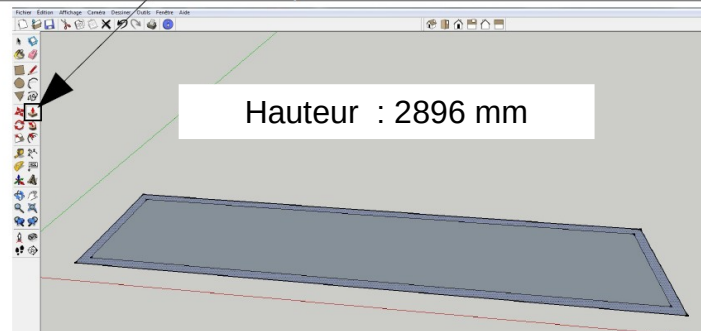 Fichier Édition Affichage Caméra Dessiner Outils Fenêtre Aide
Hauteur : 2896 mm